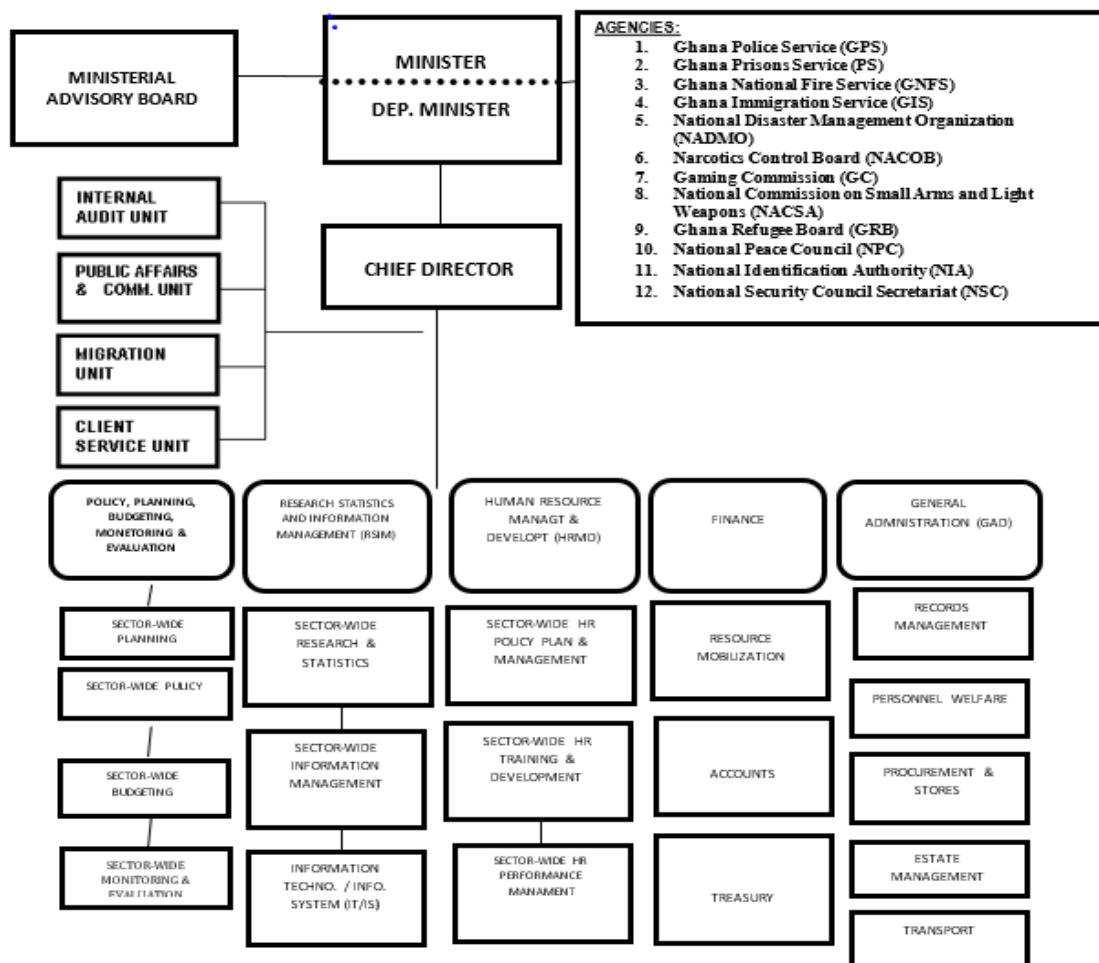 MINISTERIAL
ADVISORY BOARD
MINISTER
DEP. MINISTER
AGENCIES:
1. Ghana Police Service (GPS)
2. Ghana Prisons Service (PS)
3. Ghana National Fire Service (GNFS)
4. Ghana Immigration Service (GIS)
5. National Disaster Management Organization
(NADMO)
6. Narcotics Control Board (NACOB)
7. Gaming Commission (GC)
8. National Commission on Small Arms and Light
Weapons (NACSA)
9. Ghana Refugee Board (GRB)
10. National Peace Council (NPC)
11. National Identification Authority (NIA)
12. National Security Council Secretariat (NSC)
INTERNAL
AUDIT UNIT
PUBLIC AFFAIRS
& COMM. UNIT
MIGRATION
UNIT
CLIENT
SERVICE UNIT
CHIEF DIRECTOR
POLICY, PLANNING,
BUDGETING,
MONETORING &
EVALUATION
SECTOR-WIDE
PLANNING
SECTOR-WIDE POLICY
SECTOR-WIDE
BUDGETING
SECTOR-WIDE
MONITORING &
EVALUATION
RESEARCH STATISTICS
AND INFORMATION
MANAGEMENT (RSIM)
SECTOR-WIDE
RESEARCH &
STATISTICS
SECTOR-WIDE
INFORMATION
MANAGEMENT
INFORMATION
TECHNO. / INFO.
SYSTEM (IT/IS)
HUMAN RESOURCE
MANAGT &
DEVELOPT (HRMD)
SECTOR-WIDE HR
POLICY PLAN &
MANAGEMENT
SECTOR-WIDE HR
TRAINING &
DEVELOPMENT
SECTOR-WIDE HR
PERFORMANCE
MANAMENT
FINANCE
RESOURCE
MOBILIZATION
ACCOUNTS
TREASURY
GENERAL
ADMNISTRATION (GAD)
RECORDS
MANAGEMENT
PERSONNEL WELFARE
PROCUREMENT &
STORES
ESTATE
MANAGEMENT
TRANSPORT